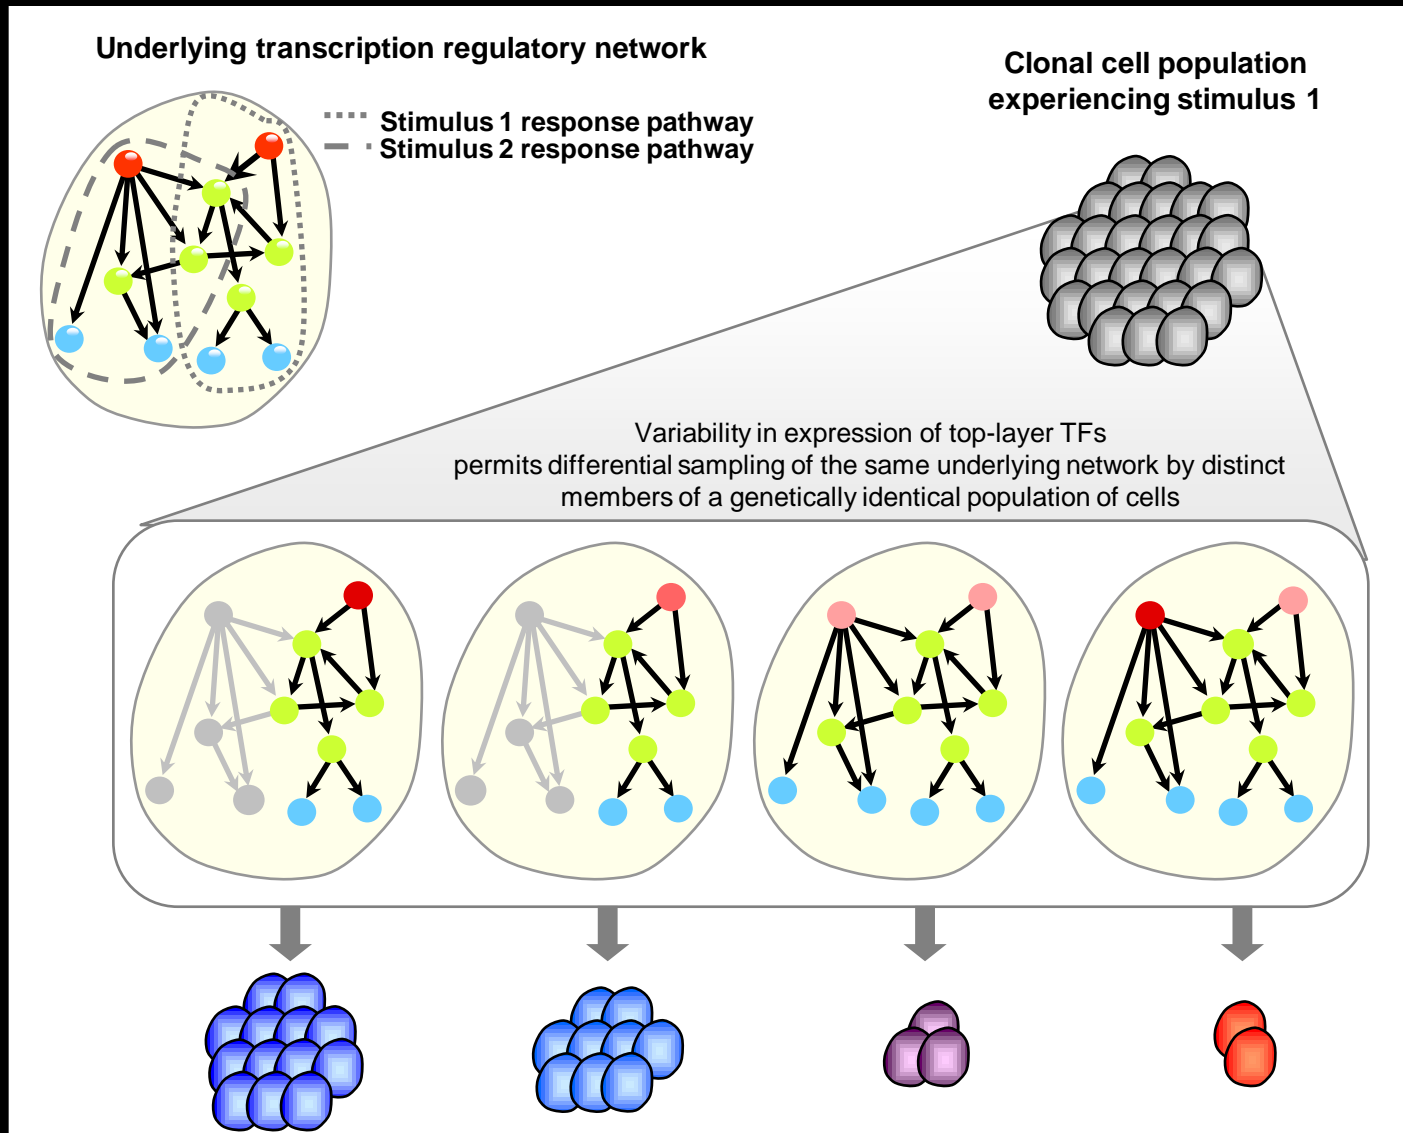 Underlying transcription regulatory network
Stimulus 1 response pathway
Stimulus 2 response pathway
Clonal cell population
experiencing stimulus 1
Variability in expression of top-layer TFs
permits differential sampling of the same underlying network by distinct
members of a genetically identical population of cells